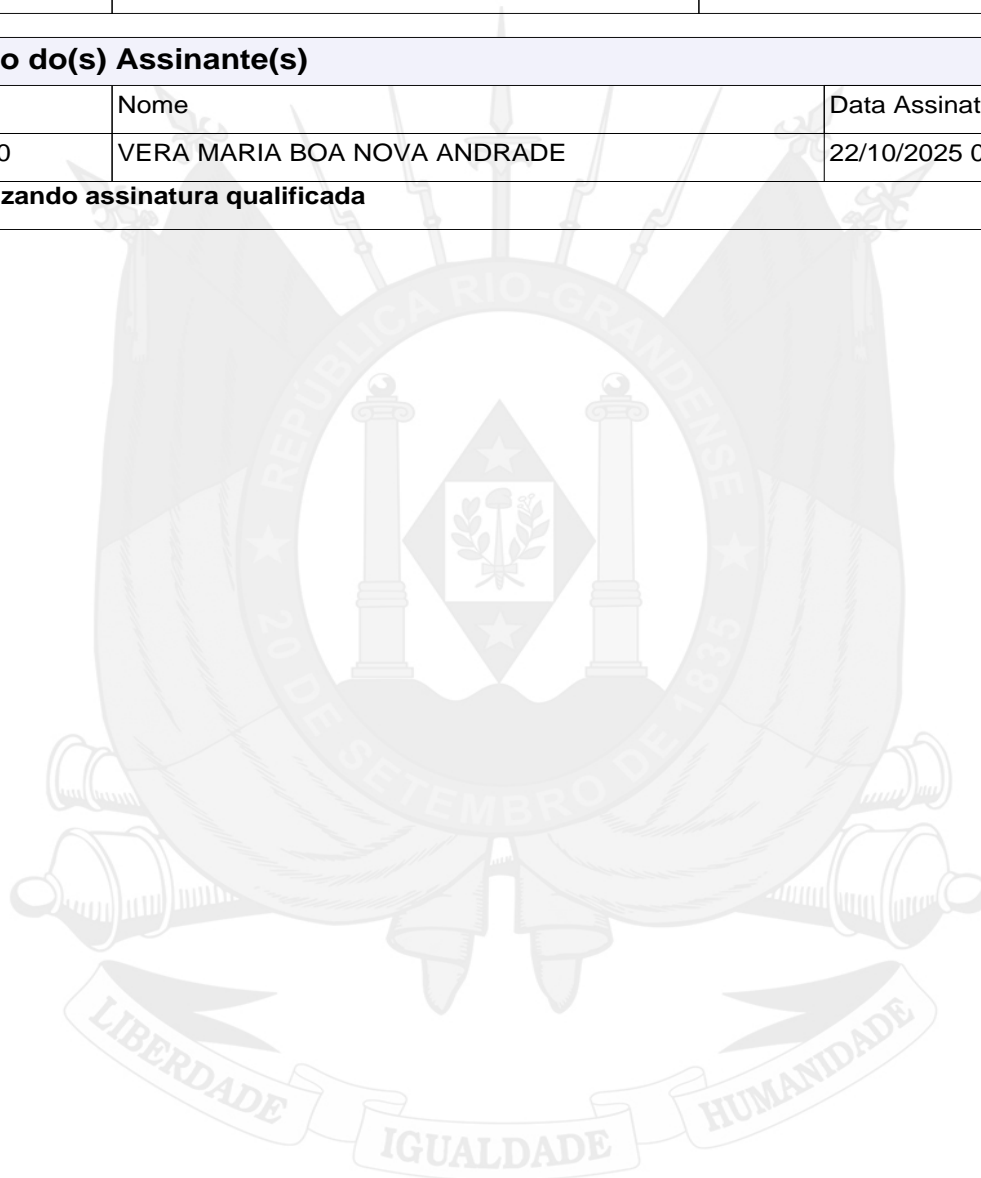 o do(s) Assinante(s)
Nome
Data Assinat
0
VERA MARIA BOA NOVA ANDRADE
22/10/2025 0
zando assinatura qualificada
REPÚBLICA RIO-GRANDENSE
20 DE SETEMBRO DE 1835
LIBERDADE
IGUALDADE
HUMANIDADE